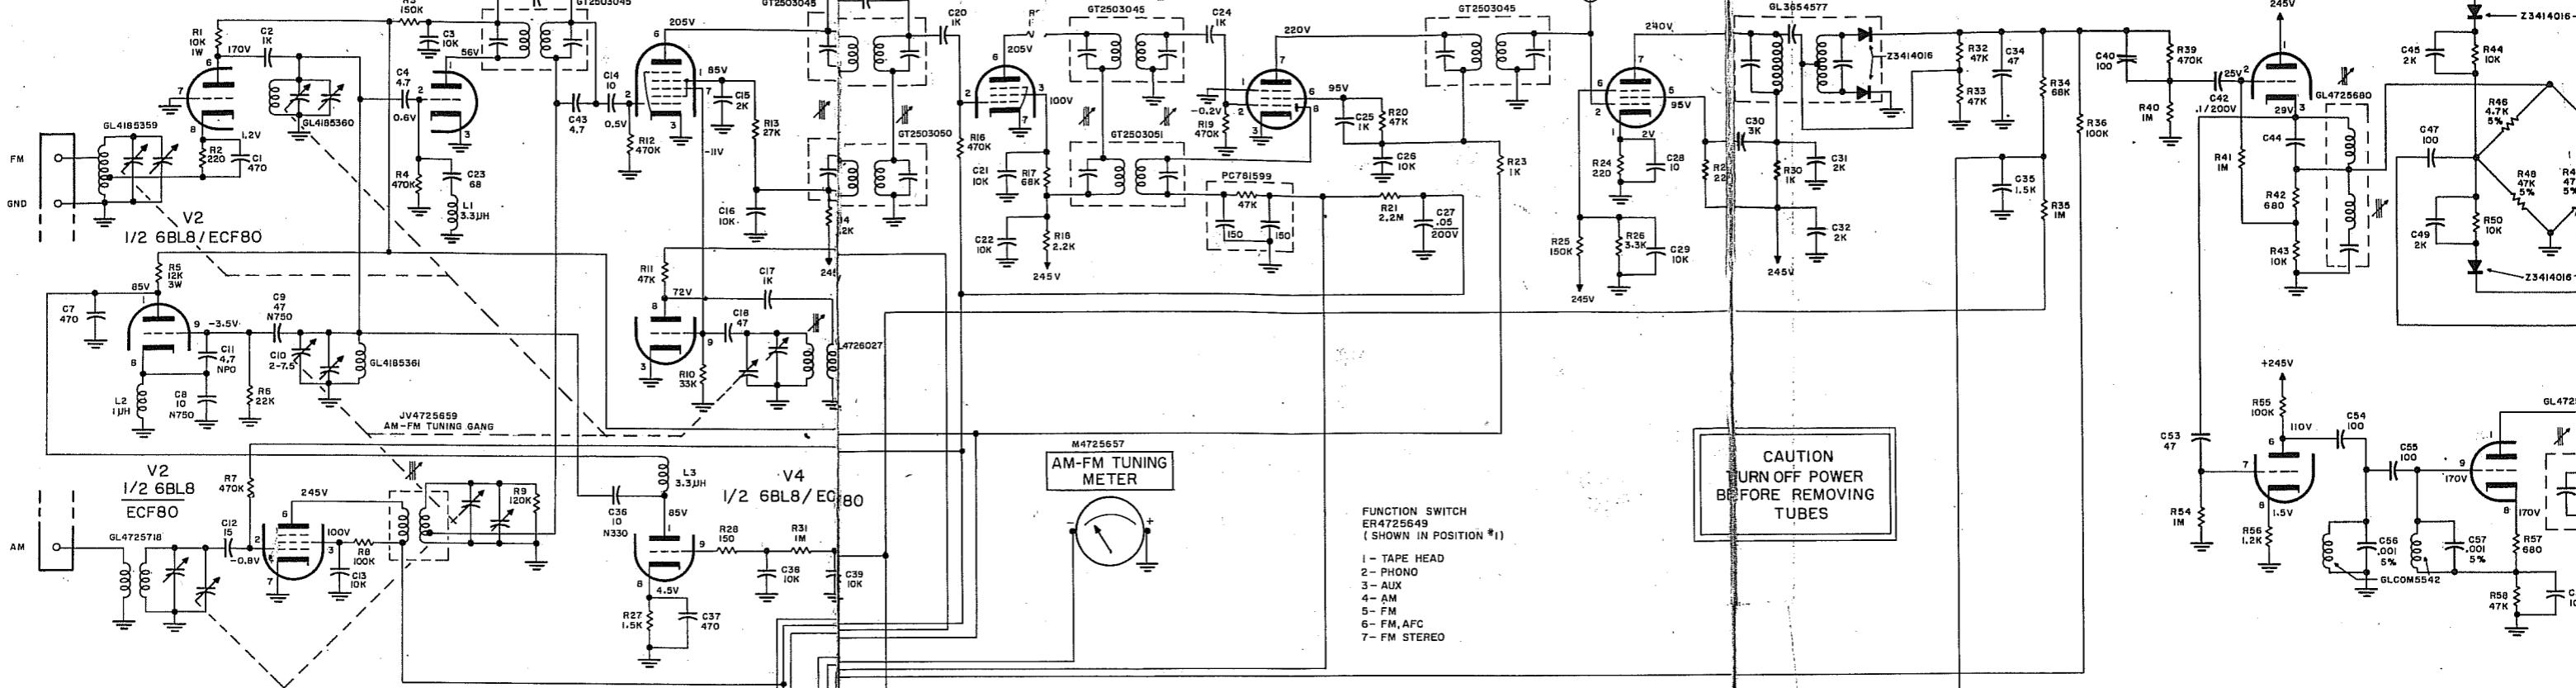 R1
10K
1W
170V
C2
1K
150K
C3
10K
56V
GT2503045
205V
GT2503045
C20
1K
205V
GT2503045
C24
1K
220V
GT2503045
240V
GL3654577
Z3414016
R32
47K
C34
47
R33
47K
R34
68K
R36
100K
C40
100
R39
470K
R40
1M
.25V
C42
.1/200V
245V
29V
GL4725680
C45
2K
R44
10K
Z3414016
R46
4.7K
5%
C47
100
R48
47K
5%
C49
2K
R50
10K
Z3414016
C44
R41
1M
R42
680
R43
10K
FM
GND
GL4185359
1.2V
R2
220
C1
470
GL4185360
C4
4.7
0.6V
R4
470K
C23
68
L1
3.3µH
C43
4.7
C14
10
0.5V
R12
470K
85V
C15
2K
R13
27K
-11V
C16
10K
GT2503050
R16
470K
100V
C21
10K
R17
68K
C22
10K
R18
2.2K
245V
GT2503051
-0.2V
R19
470K
95V
C25
1K
R20
47K
C26
10K
PC781599
47K
150
150
R21
2.2M
C27
.05
200V
R23
1K
95V
2V
R24
220
C28
10
R25
150K
R26
3.3K
C29
10K
245V
C30
3K
R30
1K
C31
2K
C32
2K
245V
C35
1.5K
R35
1M
V2
1/2 6BL8/ECF80
R5
12K
3W
85V
C7
470
-3.5V
C9
47
N750
C11
4.7
NPO
C10
2-7.5
GL4185361
L2
1µH
C8
10
N750
R6
22K
R11
47K
72V
C17
1K
C18
47
R10
33K
JV4725659
AM-FM TUNING GANG
V2
1/2 6BL8
ECF80
AM
GL4725718
R7
470K
C12
15
-0.8V
245V
100V
R8
100K
C13
10K
R9
120K
L3
3.3µH
V4
1/2 6BL8/EC80
C36
10
N330
85V
R28
150
R31
1M
C38
10K
C39
10K
4.5V
R27
1.5K
C37
470
M4725657
AM-FM TUNING
METER
- +
FUNCTION SWITCH
ER4725649
(SHOWN IN POSITION #1)
1- TAPE HEAD
2- PHONO
3- AUX
4- AM
5- FM
6- FM, AFC
7- FM STEREO
CAUTION
TURN OFF POWER
BEFORE REMOVING
TUBES
+245V
R55
100K
110V
C54
100
C53
47
C55
100
R54
1M
1.5V
R56
1.2K
C56
.001
5%
C57
.001
5%
GLCOM5542
170V
170V
R57
680
R58
47K